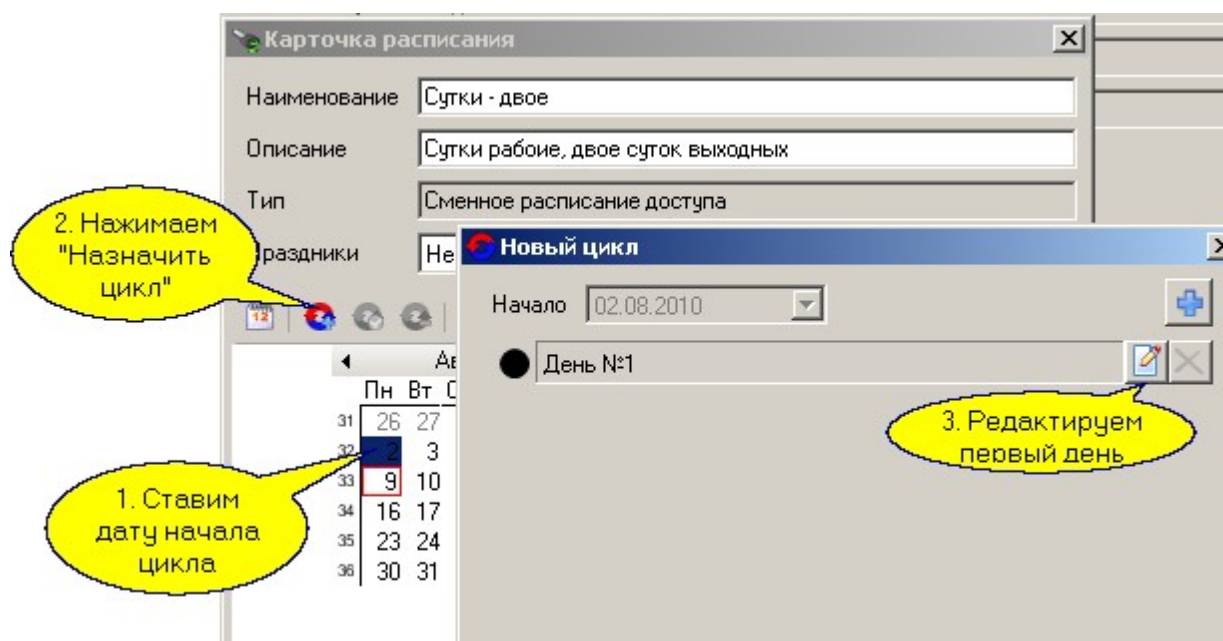 Карточка расписания
Наименование Сутки - двое
Описание Сутки рабоие, двое суток выходных
Тип Сменное расписание доступа
2. Нажимаем
"Назначить
цикл"
раздники Не
Новый цикл
Начало 02.08.2010
12
День №1
Ав
Пн Вт С
31 26 27
32 2 3
33 9 10
34 16 17
35 23 24
36 30 31
3. Редактируем
первый день
1. Ставим
дату начала
цикла